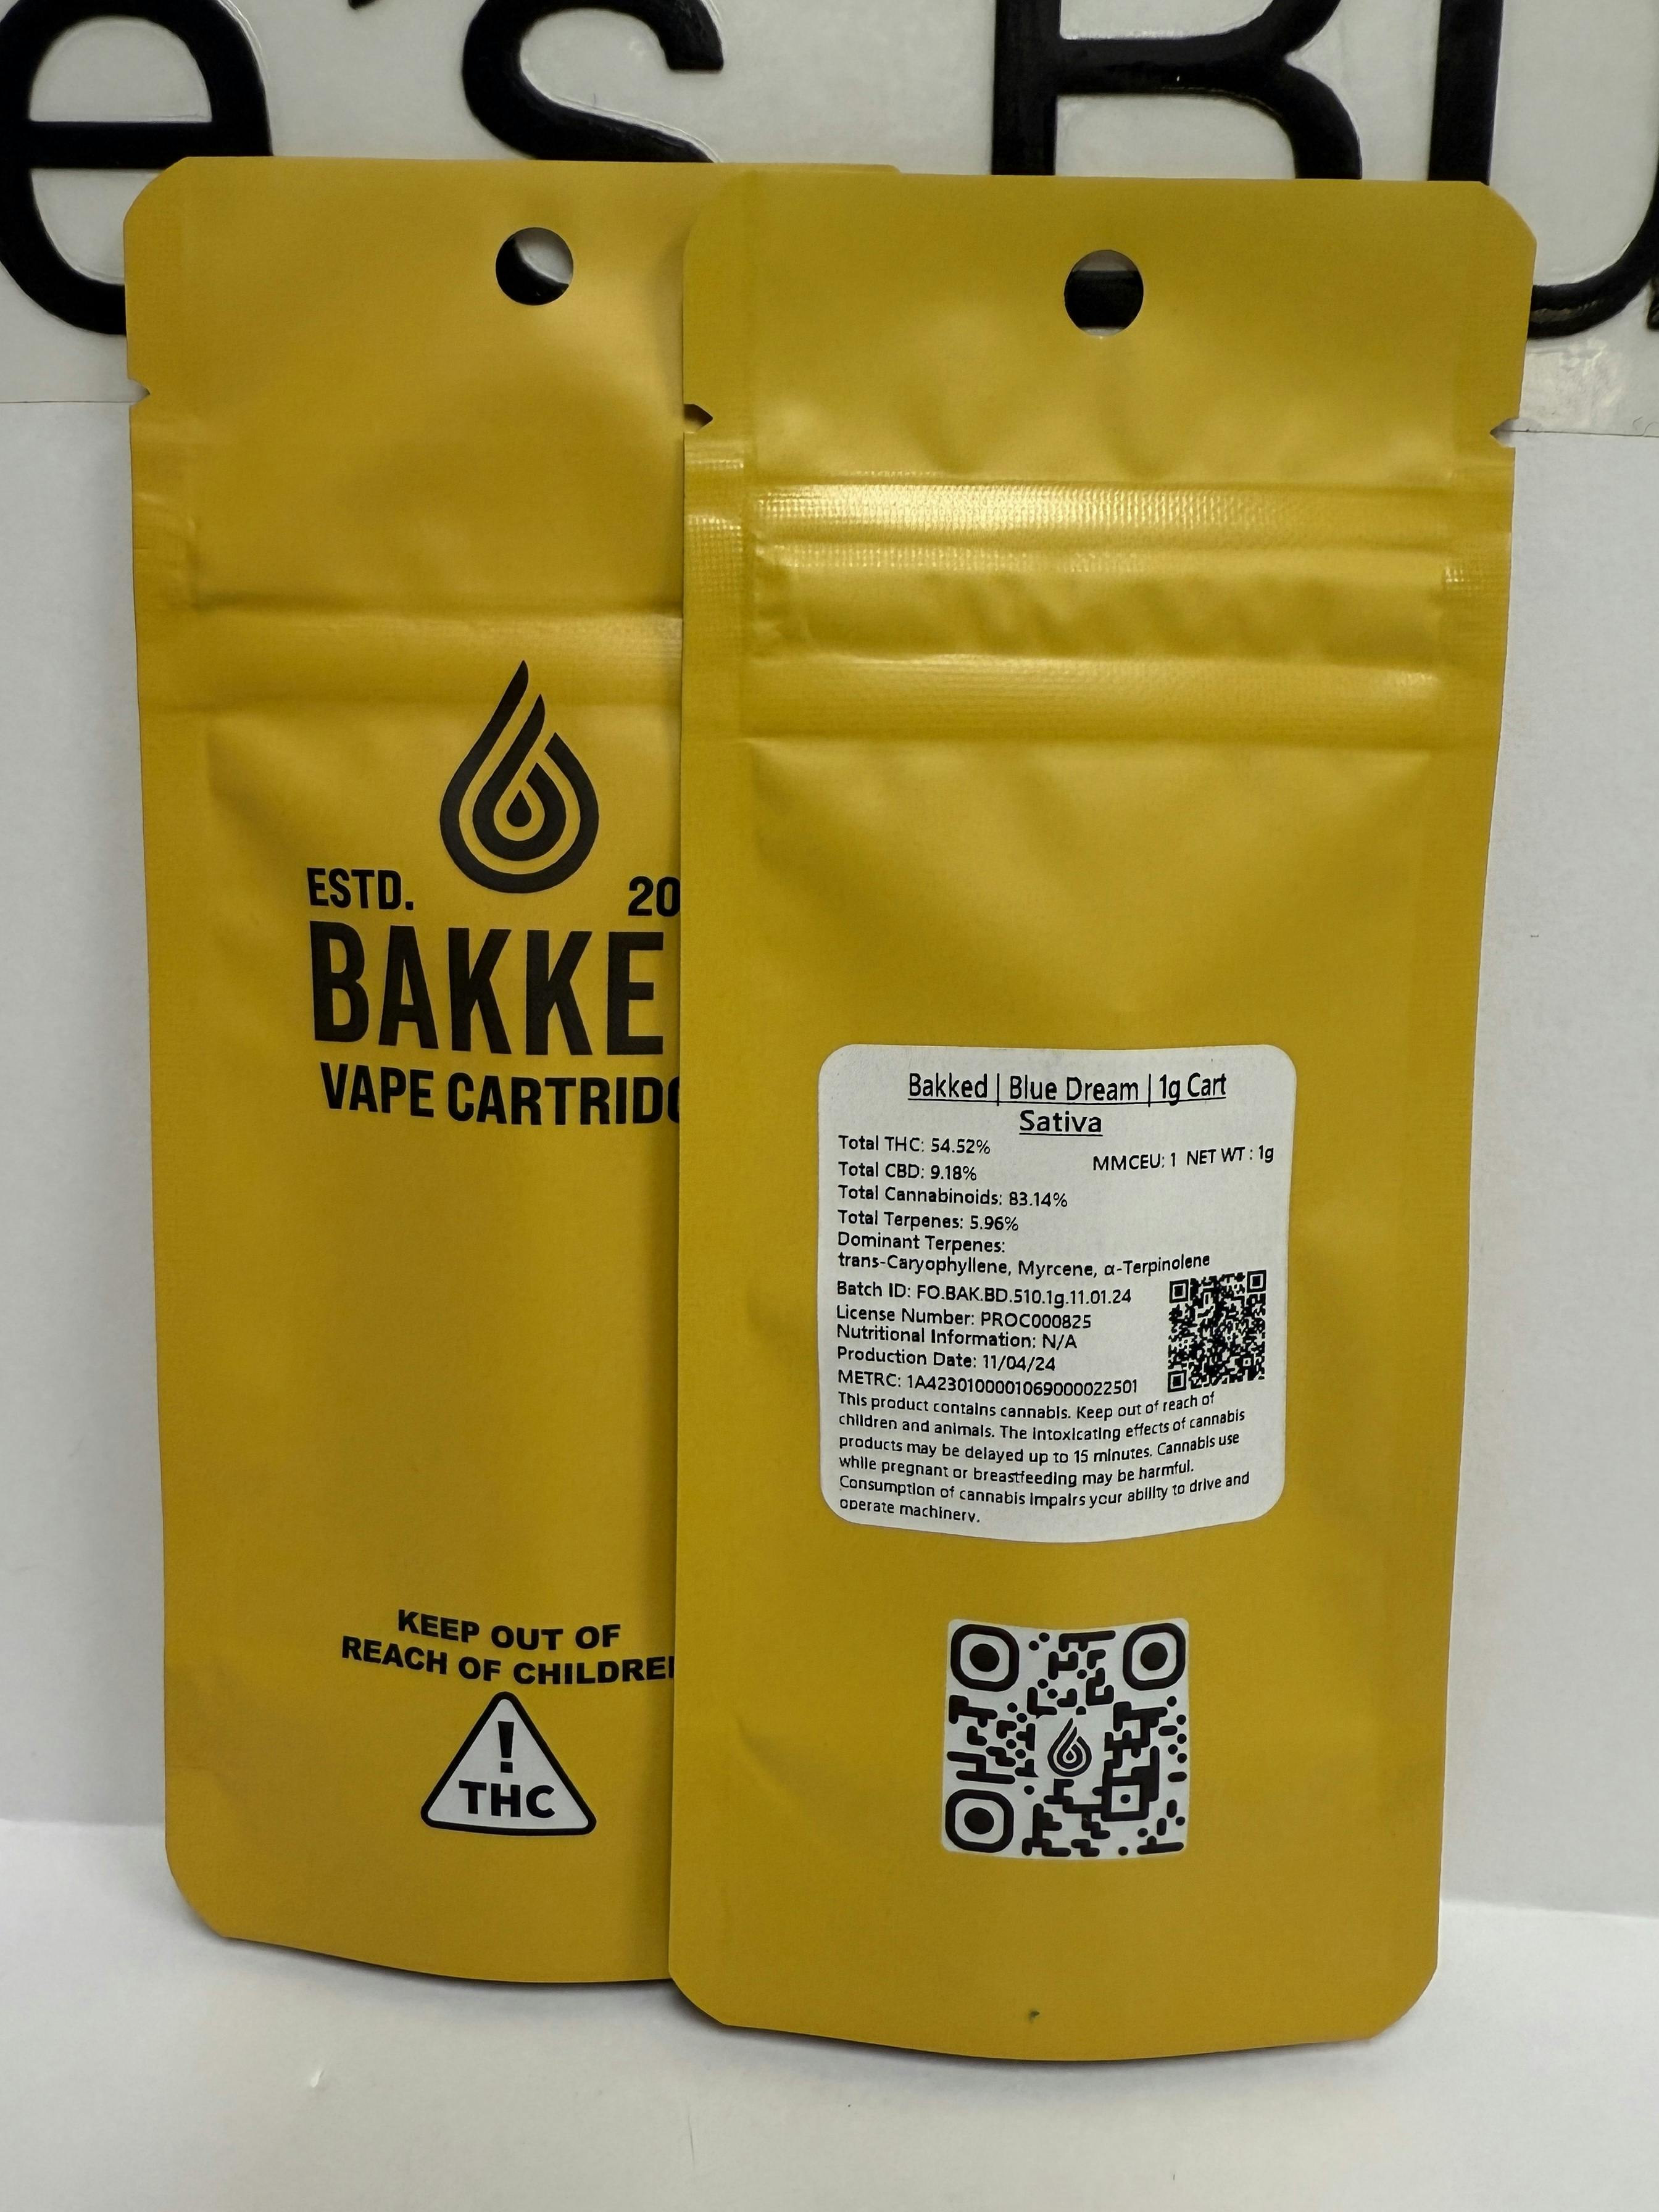 e's
ESTD. 20
BAKKE
VAPE CARTRIDG
KEEP OUT OF
REACH OF CHILDREN
!
THC
Bakked | Blue Dream | 1g Cart
Sativa
Total THC: 54.52%
MMCEU: 1 NET WT : 1g
Total CBD: 9.18%
Total Cannabinoids: 83.14%
Total Terpenes: 5.96%
Dominant Terpenes:
trans-Caryophyllene, Myrcene, α-Terpinolene
Batch ID: FO.BAK.BD.510.1g.11.01.24
License Number: PROC000825
Nutritional Information: N/A
Production Date: 11/04/24
METRC: 1A4230100001069000022501
This product contains cannabis. Keep out of reach of
children and animals. The intoxicating effects of cannabis
products may be delayed up to 15 minutes. Cannabis use
while pregnant or breastfeeding may be harmful.
Consumption of cannabis impairs your ability to drive and
operate machinery.